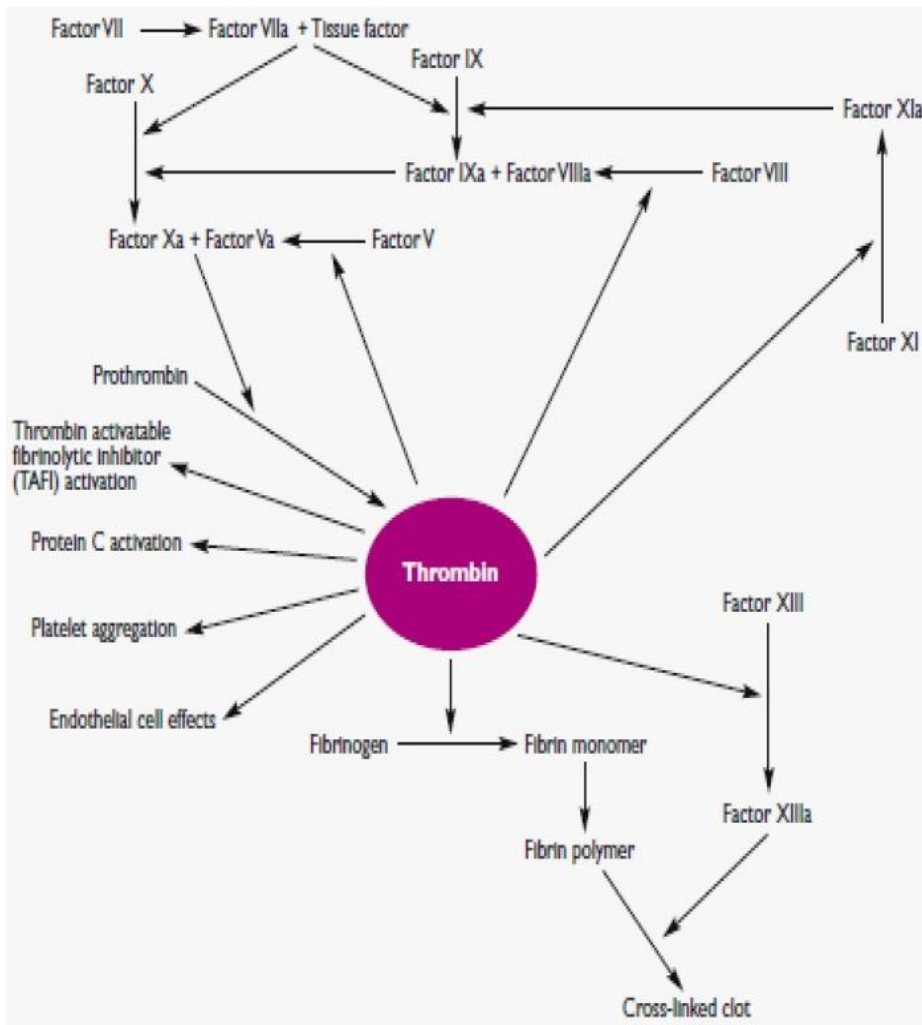 Factor VII
Factor VIIa + Tissue factor
Factor IX
Factor X
Factor XIa
Factor IXa + Factor VIIIa
Factor VIII
Factor Xa + Factor Va
Factor V
Factor XI
Prothrombin
Thrombin activatable
fibrinolytic inhibitor
(TAFI) activation
Protein C activation
Thrombin
Platelet aggregation
Factor XIII
Endothelial cell effects
Fibrinogen
Fibrin monomer
Factor XIIIa
Fibrin polymer
Cross-linked clot